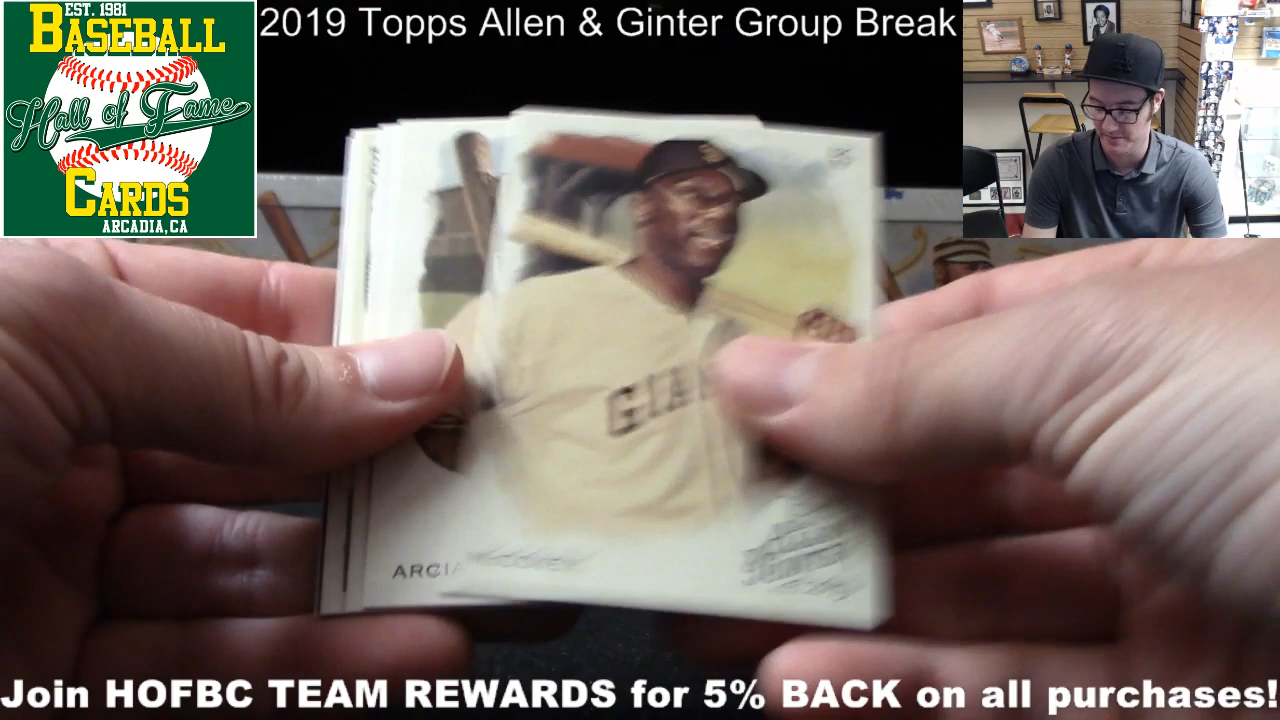 EST. 1981
BASEBALL
Hall of Fame
CARDS
ARCADIA, CA
2019 Topps Allen & Ginter Group Break
GIA
ARCIA
McCOVEY
Join HOFBC TEAM REWARDS for 5% BACK on all purchases!